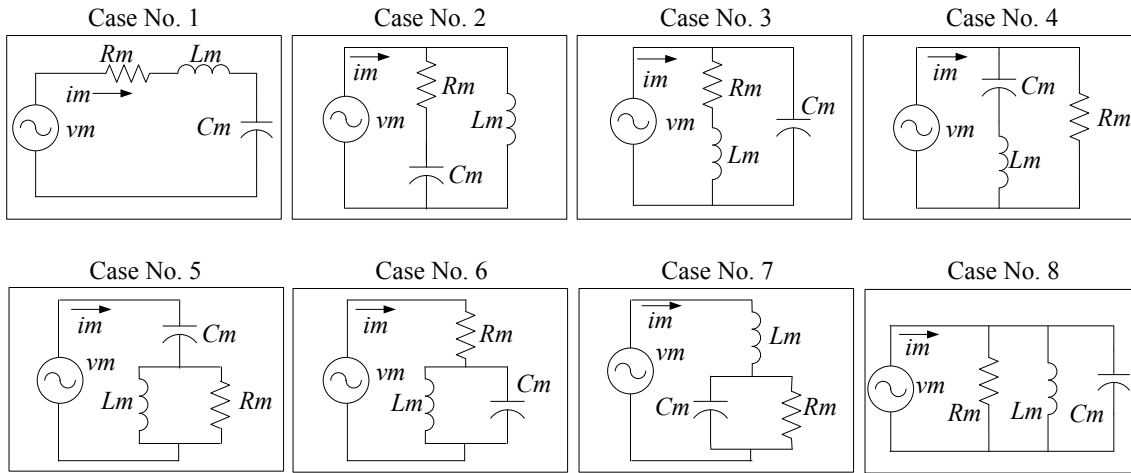 Case No. 1
Rm
Lm
im
vm
Cm
Case No. 2
im
Rm
vm
Lm
Cm
Case No. 3
im
Rm
vm
Cm
Lm
Case No. 4
im
Cm
vm
Rm
Lm
Case No. 5
im
Cm
vm
Lm
Rm
Case No. 6
im
Rm
vm
Cm
Lm
Case No. 7
im
Lm
vm
Cm
Rm
Case No. 8
im
vm
Rm
Lm
Cm